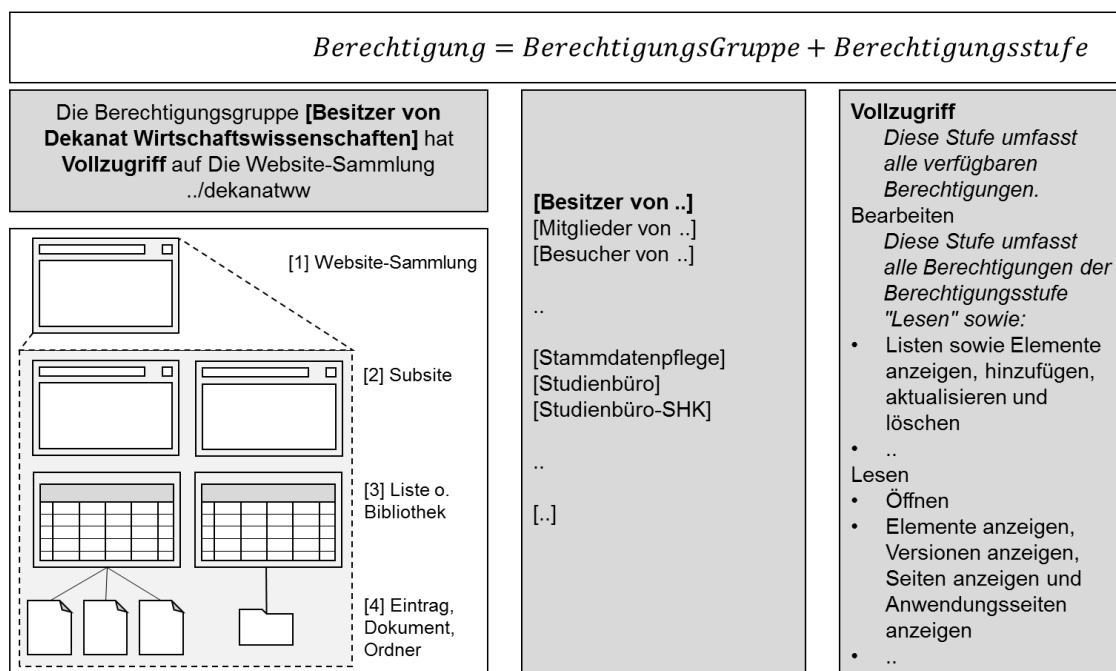 Berechtigung = BerechtigungsGruppe + Berechtigungsstufe
Die Berechtigungsgruppe [Besitzer von
Dekanat Wirtschaftswissenschaften] hat
Vollzugriff auf Die Website-Sammlung
../dekanatww
[1] Website-Sammlung
[2] Subsite
[3] Liste o.
Bibliothek
[4] Eintrag,
Dokument,
Ordner
[Besitzer von ..]
[Mitglieder von ..]
[Besucher von ..]
..
[Stammdatenpflege]
[Studienbüro]
[Studienbüro-SHK]
..
[..]
Vollzugriff
Diese Stufe umfasst
alle verfügbaren
Berechtigungen.
Bearbeiten
Diese Stufe umfasst
alle Berechtigungen der
Berechtigungsstufe
"Lesen" sowie:
• Listen sowie Elemente
anzeigen, hinzufügen,
aktualisieren und
löschen
• ..
Lesen
• Öffnen
• Elemente anzeigen,
Versionen anzeigen,
Seiten anzeigen und
Anwendungsseiten
anzeigen
• ..